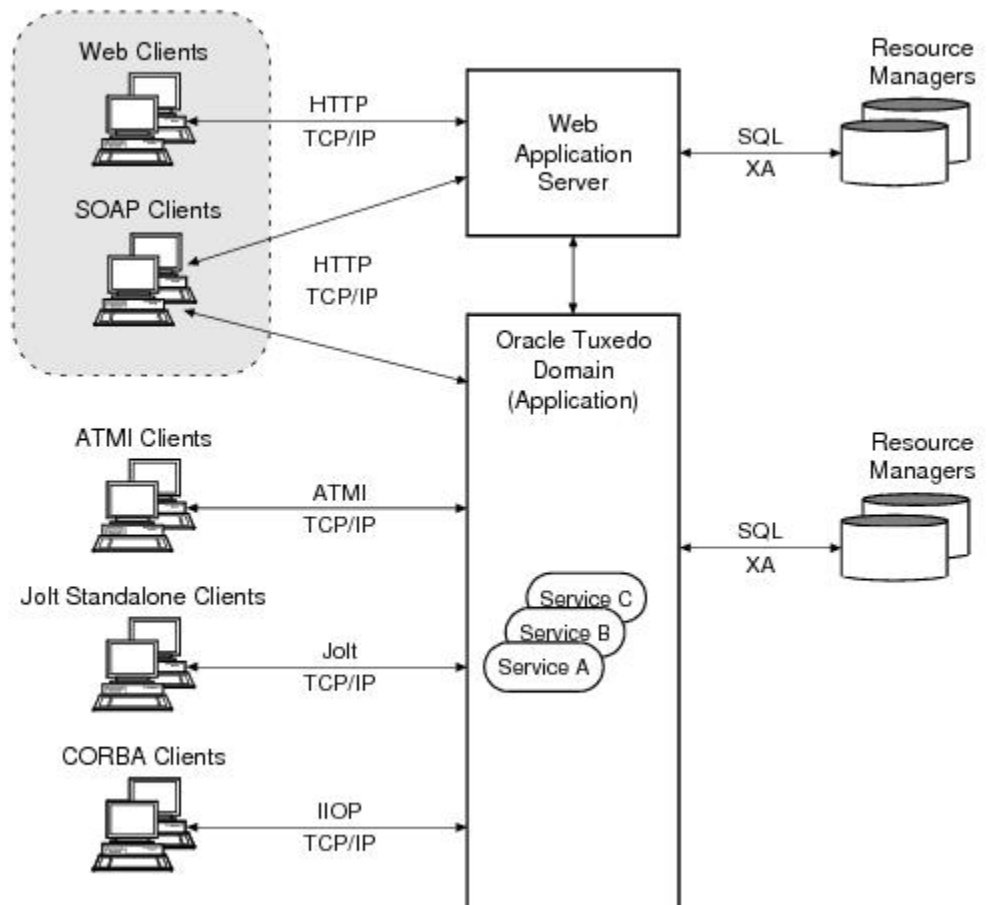 Web Clients
HTTP
TCP/IP
Web
Application
Server
SQL
XA
Resource
Managers
SOAP Clients
HTTP
TCP/IP
Oracle Tuxedo
Domain
(Application)
ATMI Clients
ATMI
TCP/IP
Resource
Managers
SQL
XA
Jolt Standalone Clients
Jolt
TCP/IP
Service C
Service B
Service A
CORBA Clients
IIOP
TCP/IP